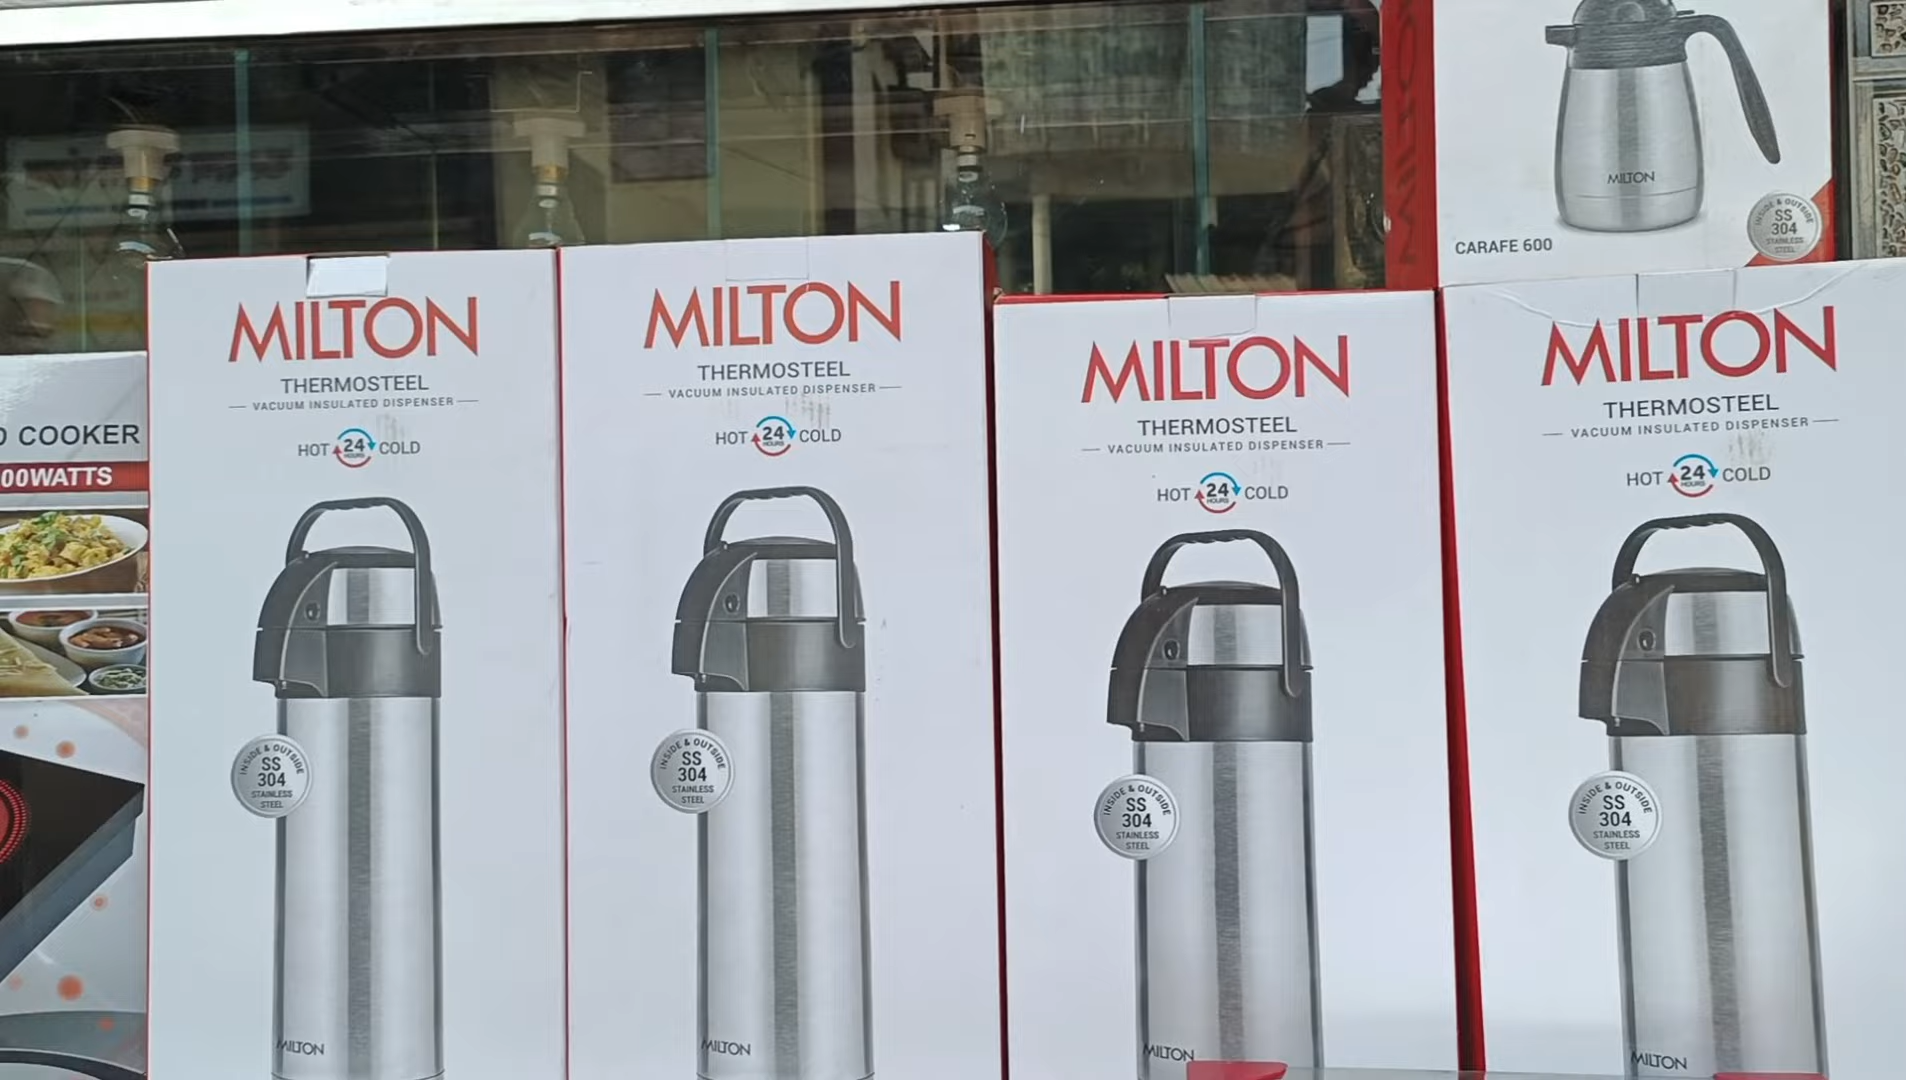 MILTON
CARAFE 600
INSIDE & OUTSIDE
SS
304
STAINLESS
STEEL
MILTON
COOKER
00WATTS
MILTON
THERMOSTEEL
VACUUM INSULATED DISPENSER
HOT 24 HOURS COLD
INSIDE & OUTSIDE
SS
304
STAINLESS
STEEL
MILTON
MILTON
THERMOSTEEL
VACUUM INSULATED DISPENSER
HOT 24 HOURS COLD
INSIDE & OUTSIDE
SS
304
STAINLESS
STEEL
MILTON
MILTON
THERMOSTEEL
VACUUM INSULATED DISPENSER
HOT 24 HOURS COLD
INSIDE & OUTSIDE
SS
304
STAINLESS
STEEL
MILTON
MILTON
THERMOSTEEL
VACUUM INSULATED DISPENSER
HOT 24 HOURS COLD
INSIDE & OUTSIDE
SS
304
STAINLESS
STEEL
MILTON